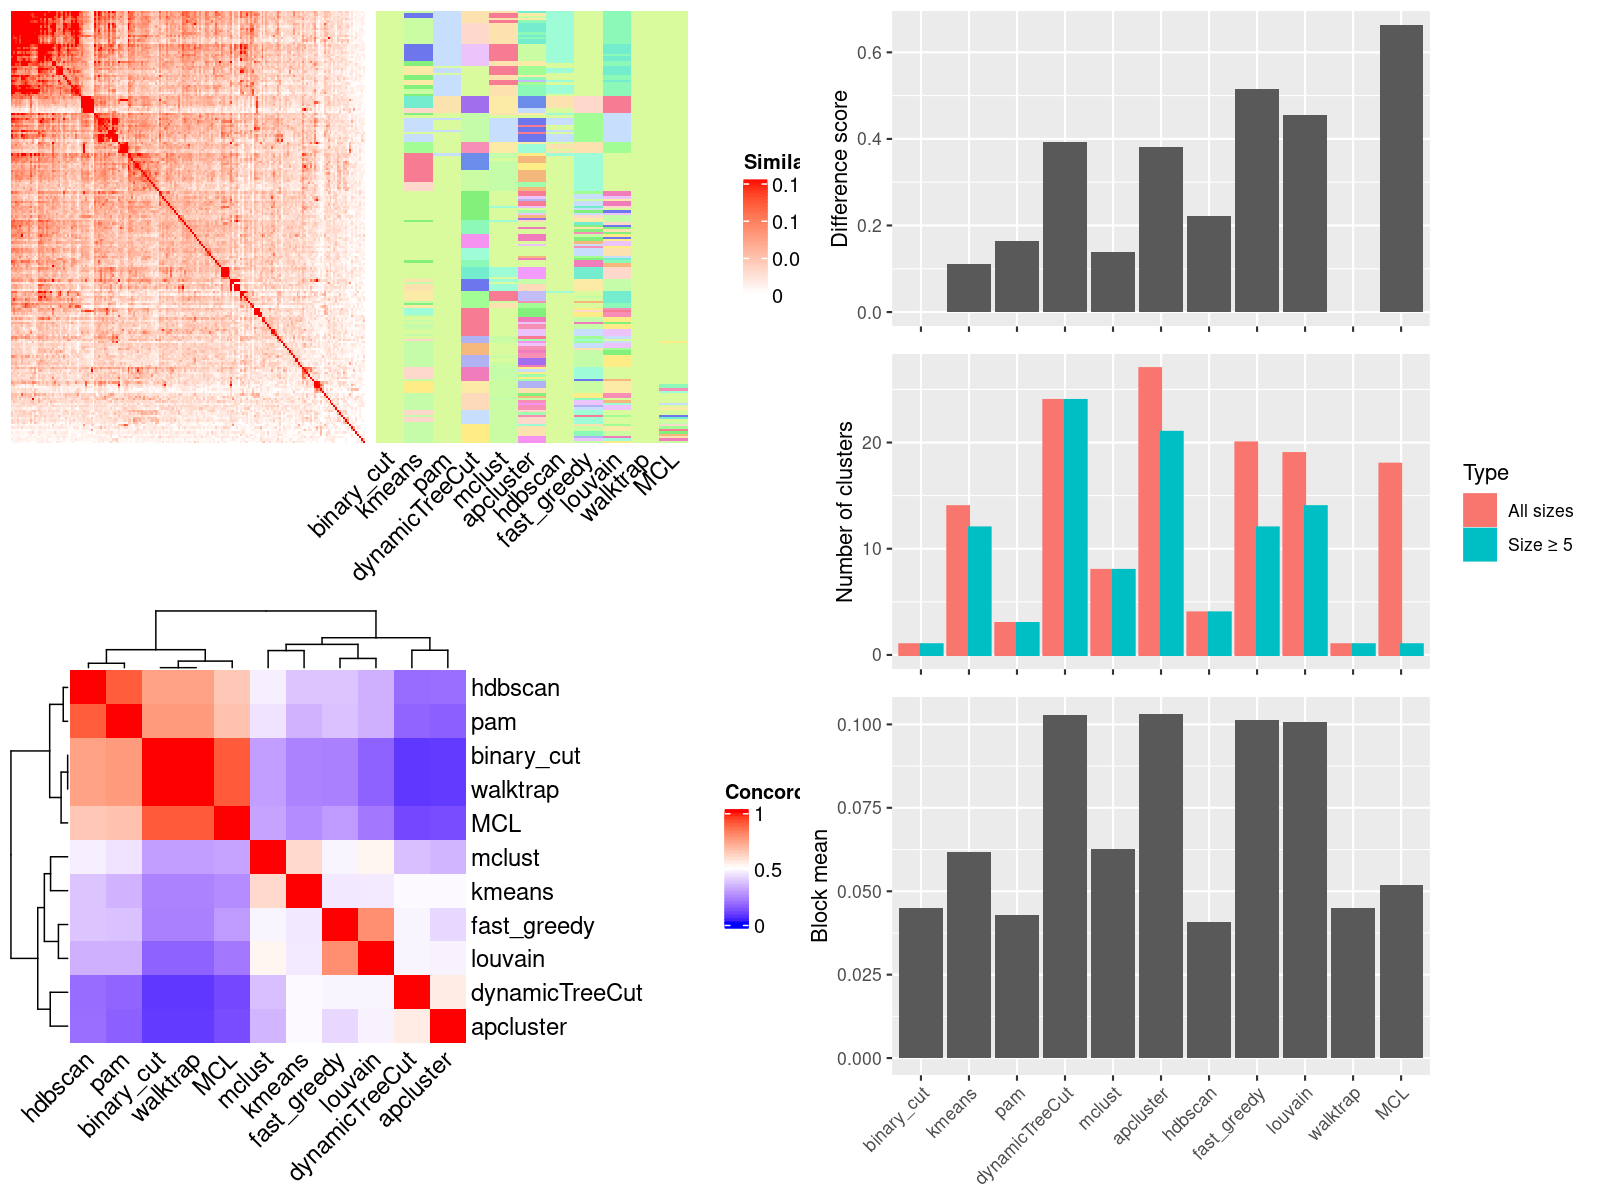 Simila
0.1
0.1
0.0
0
binary_cut
kmeans
pam
dynamicTreeCut
mclust
apcluster
hdbscan
fast_greedy
louvain
walktrap
MCL
hdbscan
pam
binary_cut
walktrap
MCL
mclust
kmeans
fast_greedy
louvain
dynamicTreeCut
apcluster
hdbscan
pam
binary_cut
walktrap
MCL
mclust
kmeans
fast_greedy
louvain
dynamicTreeCut
apcluster
Concord
1
0.5
0
Difference score
0.6
0.4
0.2
0.0
Number of clusters
20
10
0
Type
All sizes
Size ≥ 5
Block mean
0.100
0.075
0.050
0.025
0.000
binary_cut
kmeans
pam
dynamicTreeCut
mclust
apcluster
hdbscan
fast_greedy
louvain
walktrap
MCL